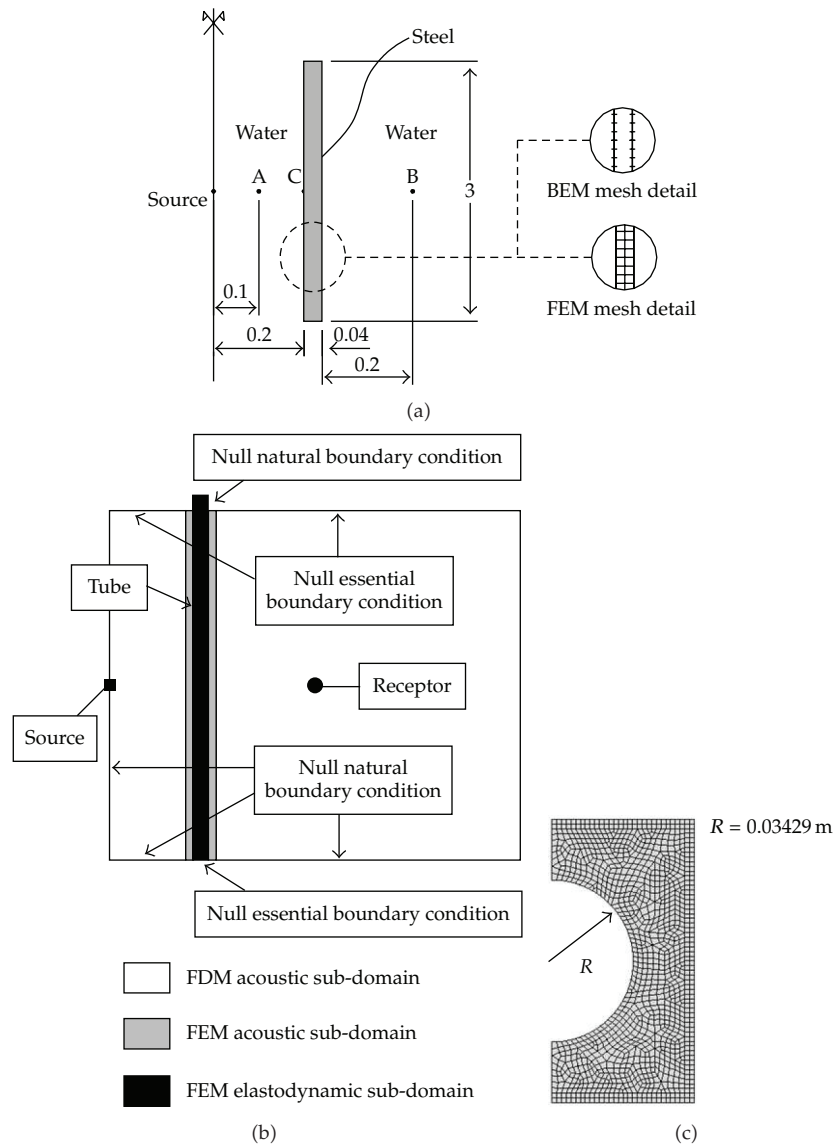 Steel
Water
Water
A
C
B
Source
3
BEM mesh detail
0.1
FEM mesh detail
0.2
0.04
0.2
(a)
Null natural boundary condition
Tube
Null essential
boundary condition
Receptor
Source
Null natural
boundary condition
R = 0.03429 m
Null essential boundary condition
R
FDM acoustic sub-domain
FEM acoustic sub-domain
FEM elastodynamic sub-domain
(b)
(c)